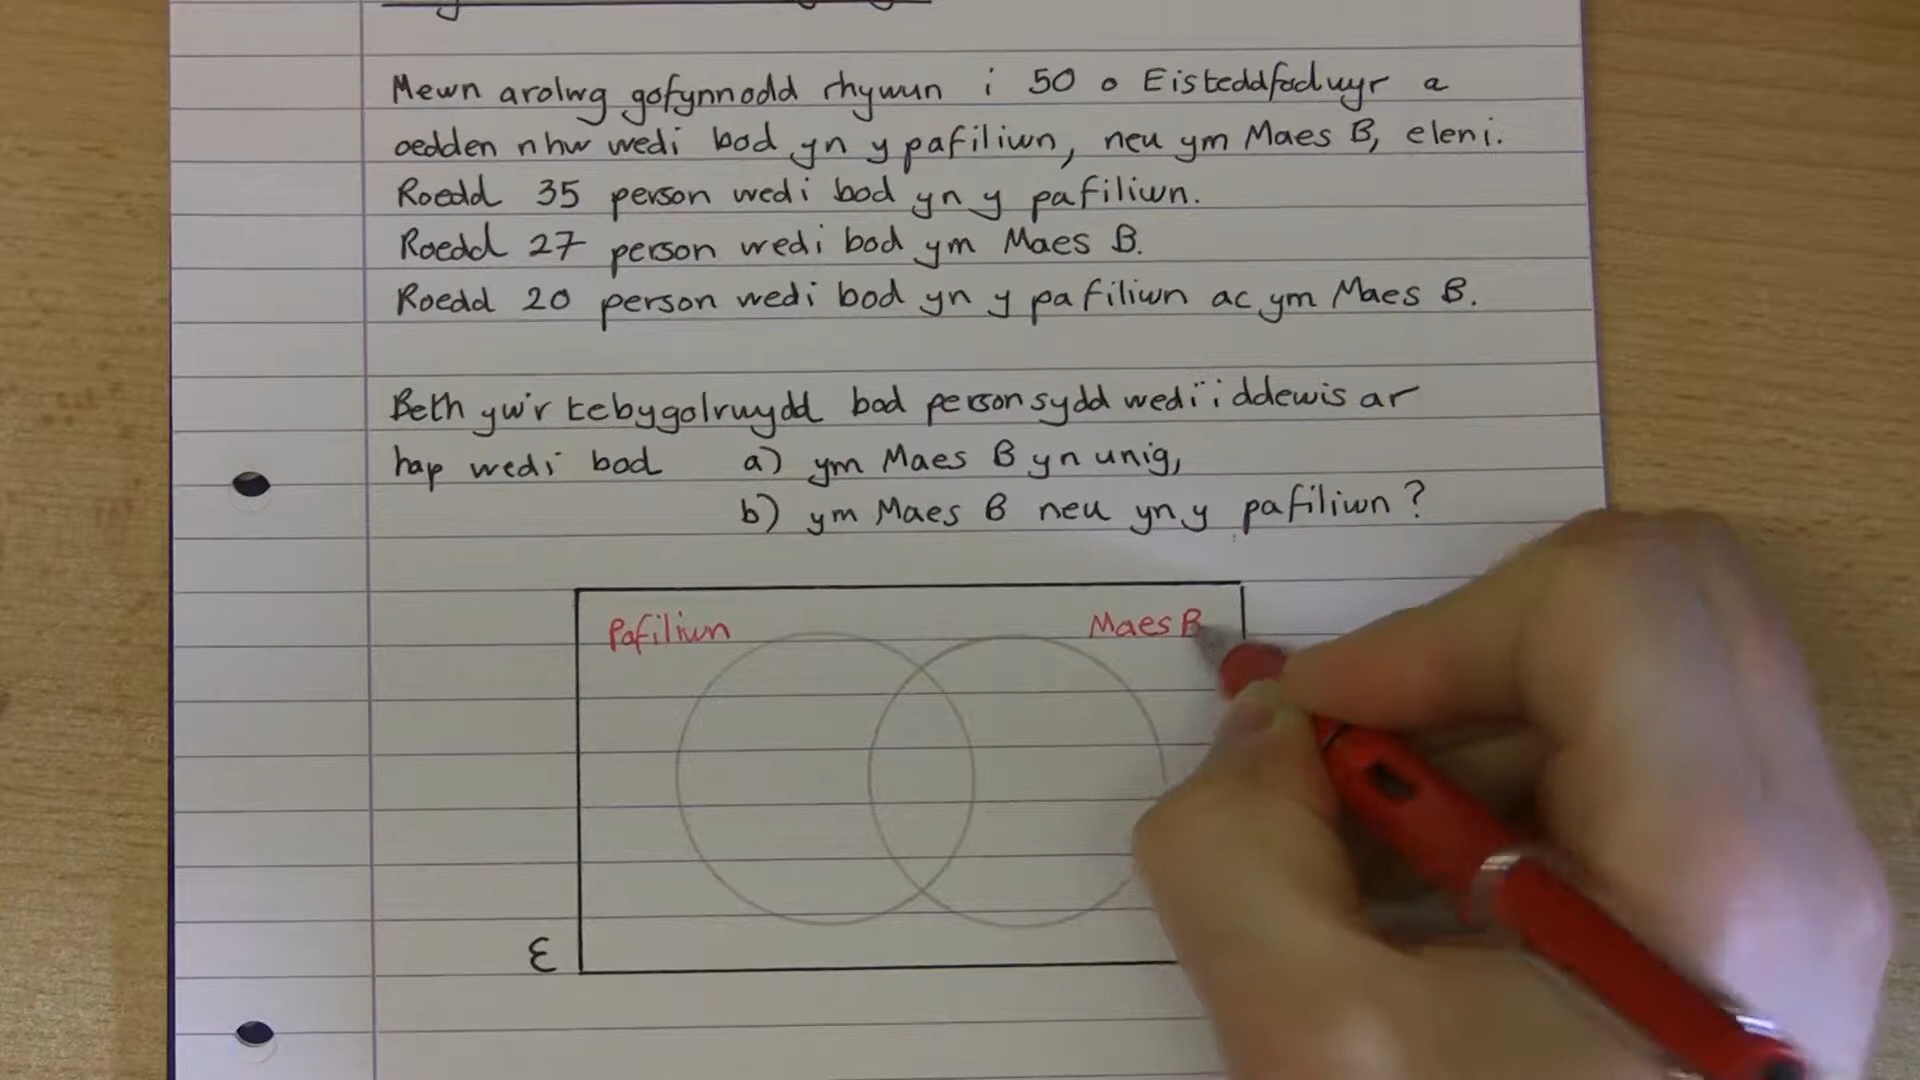 Mewn arolwg gofynnodd rhywun i 50 o Eisteddfodwyr a
oedden nhw wedi bod yn y pafiliwn, neu ym Maes B, eleni.
Roedd 35 person wedi bod yn y pafiliwn.
Roedd 27 person wedi bod ym Maes B.
Roedd 20 person wedi bod yn y pafiliwn ac ym Maes B.
Beth yw'r tebygolrwydd bod person sydd wedi'i ddewis ar
hap wedi bod a) ym Maes B yn unig,
b) ym Maes B neu yn y pafiliwn?
Pafiliwn Maes B
ℰ